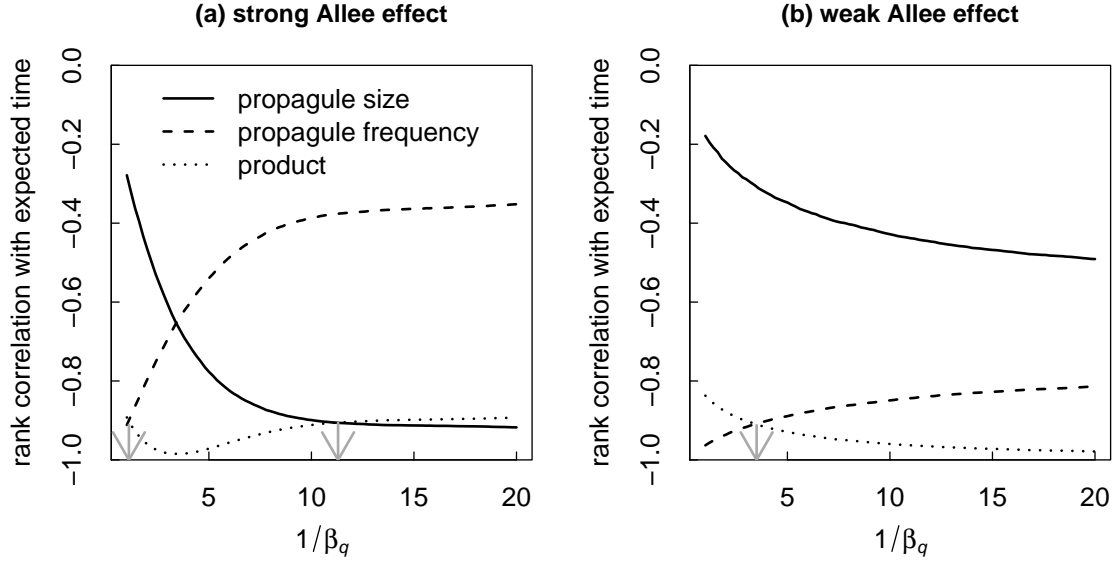 (a) strong Allee effect
rank correlation with expected time
0.0
−0.2
−0.4
−0.6
−0.8
−1.0
propagule size
propagule frequency
product
5
10
15
20
1/βq
(b) weak Allee effect
rank correlation with expected time
0.0
−0.2
−0.4
−0.6
−0.8
−1.0
5
10
15
20
1/βq